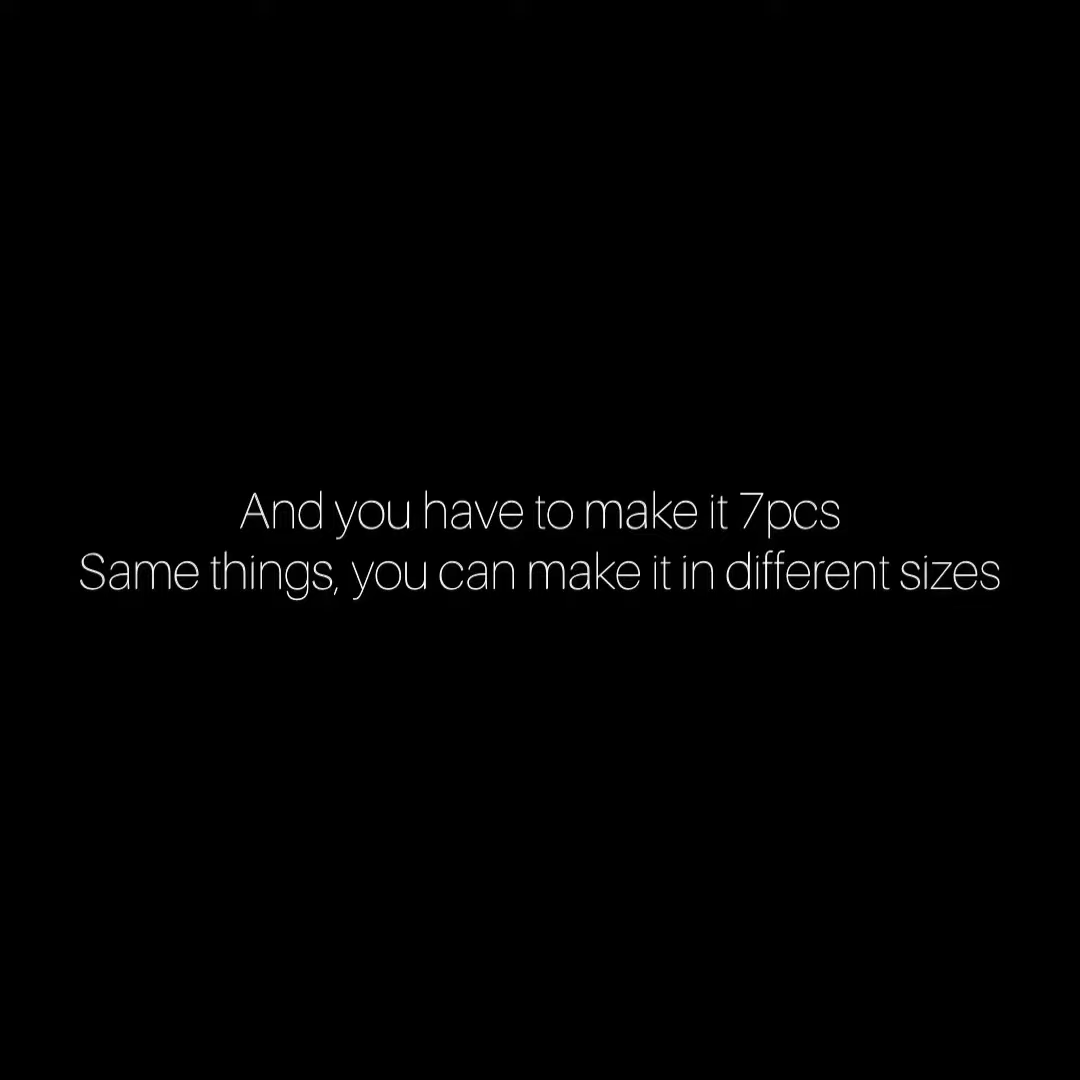 And you have to make it 7pcs
Same things, you can make it in different sizes